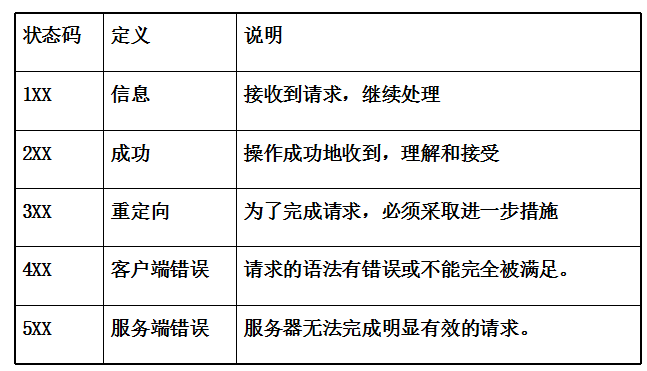 状态码 定义 说明
1XX 信息 接收到请求，继续处理
2XX 成功 操作成功地收到，理解和接受
3XX 重定向 为了完成请求，必须采取进一步措施
4XX 客户端错误 请求的语法有错误或不能完全被满足。
5XX 服务端错误 服务器无法完成明显有效的请求。